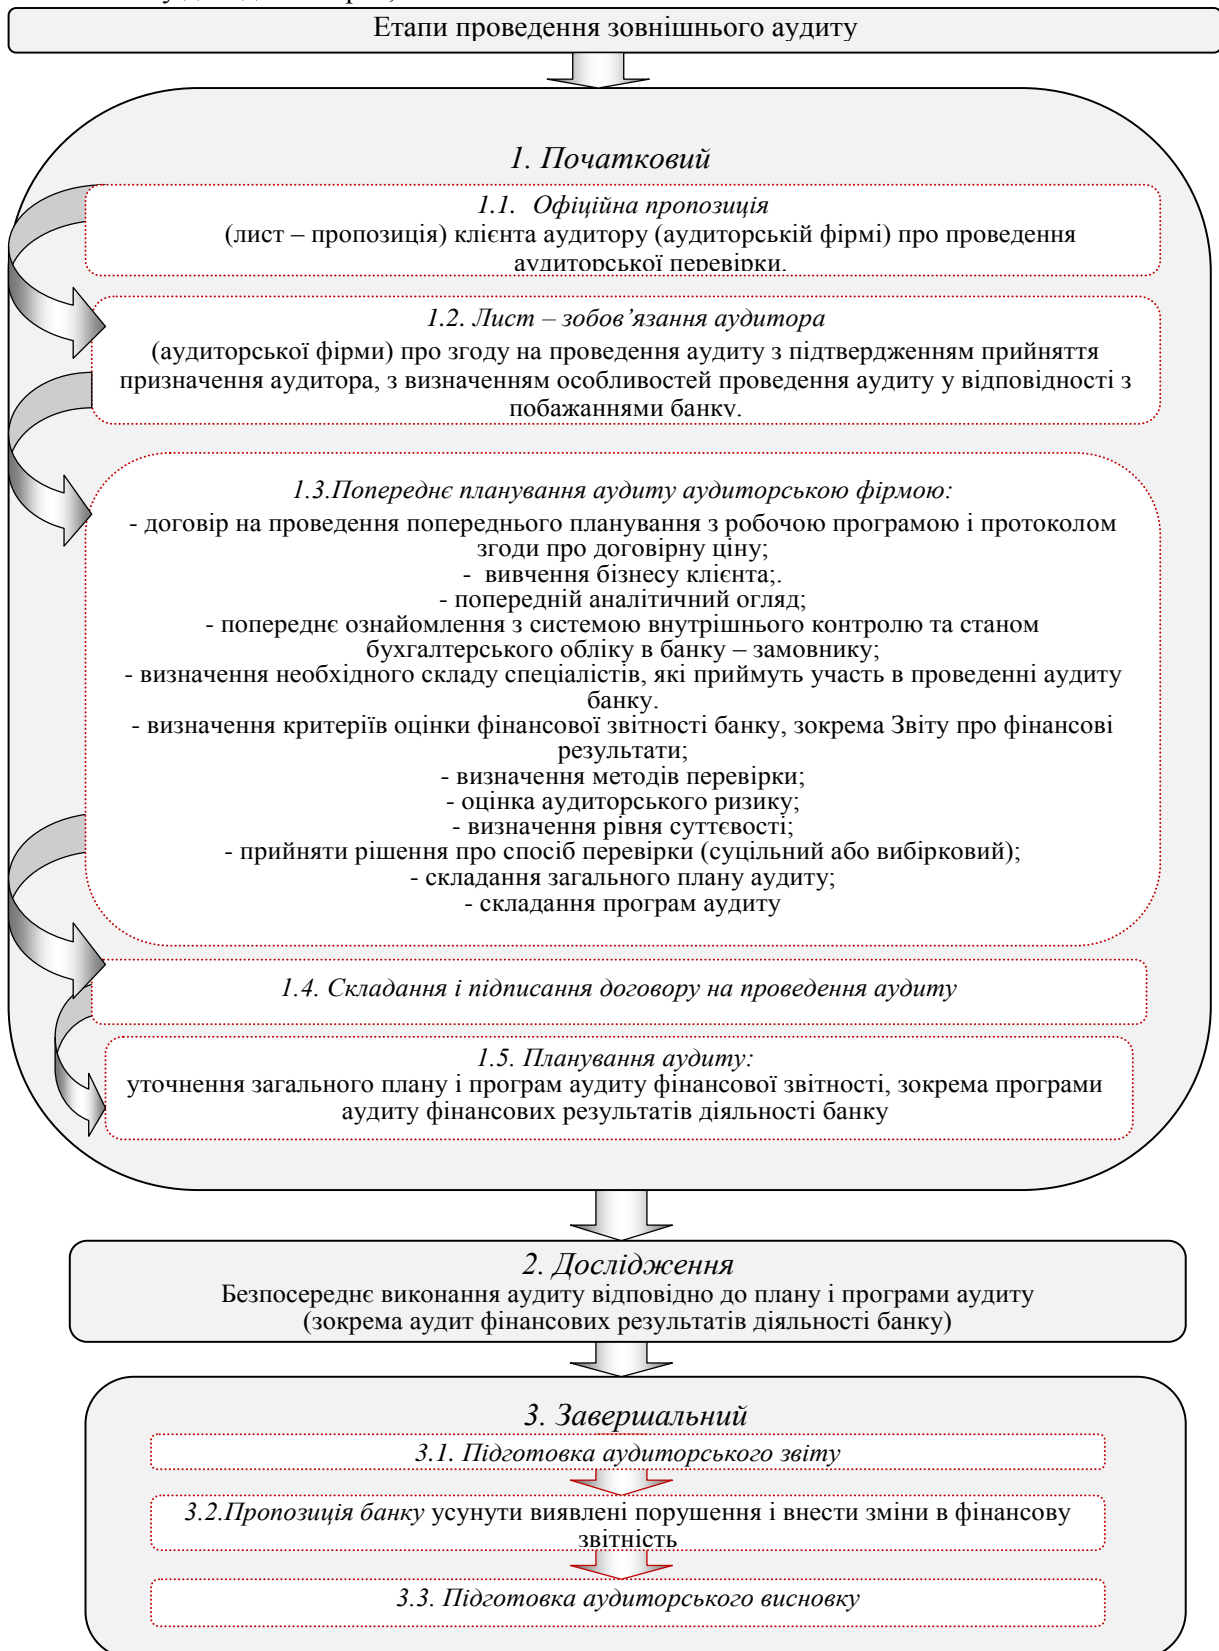 Етапи проведення зовнішнього аудиту
1. Початковий
1.1. Офіційна пропозиція
(лист – пропозиція) клієнта аудитору (аудиторській фірмі) про проведення
аудиторської перевірки.
1.2. Лист – зобов’язання аудитора
(аудиторської фірми) про згоду на проведення аудиту з підтвердженням прийняття
призначення аудитора, з визначенням особливостей проведення аудиту у відповідності з
побажаннями банку.
1.3.Попереднє планування аудиту аудиторською фірмою:
- договір на проведення попереднього планування з робочою програмою і протоколом
згоди про договірну ціну;
- вивчення бізнесу клієнта;.
- попередній аналітичний огляд;
- попереднє ознайомлення з системою внутрішнього контролю та станом
бухгалтерського обліку в банку – замовнику;
- визначення необхідного складу спеціалістів, які приймуть участь в проведенні аудиту
банку.
- визначення критеріїв оцінки фінансової звітності банку, зокрема Звіту про фінансові
результати;
- визначення методів перевірки;
- оцінка аудиторського ризику;
- визначення рівня суттєвості;
- прийняти рішення про спосіб перевірки (суцільний або вибірковий);
- складання загального плану аудиту;
- складання програм аудиту
1.4. Складання і підписання договору на проведення аудиту
1.5. Планування аудиту:
уточнення загального плану і програм аудиту фінансової звітності, зокрема програми
аудиту фінансових результатів діяльності банку
2. Дослідження
Безпосереднє виконання аудиту відповідно до плану і програми аудиту
(зокрема аудит фінансових результатів діяльності банку)
3. Завершальний
3.1. Підготовка аудиторського звіту
3.2.Пропозиція банку усунути виявлені порушення і внести зміни в фінансову
звітність
3.3. Підготовка аудиторського висновку